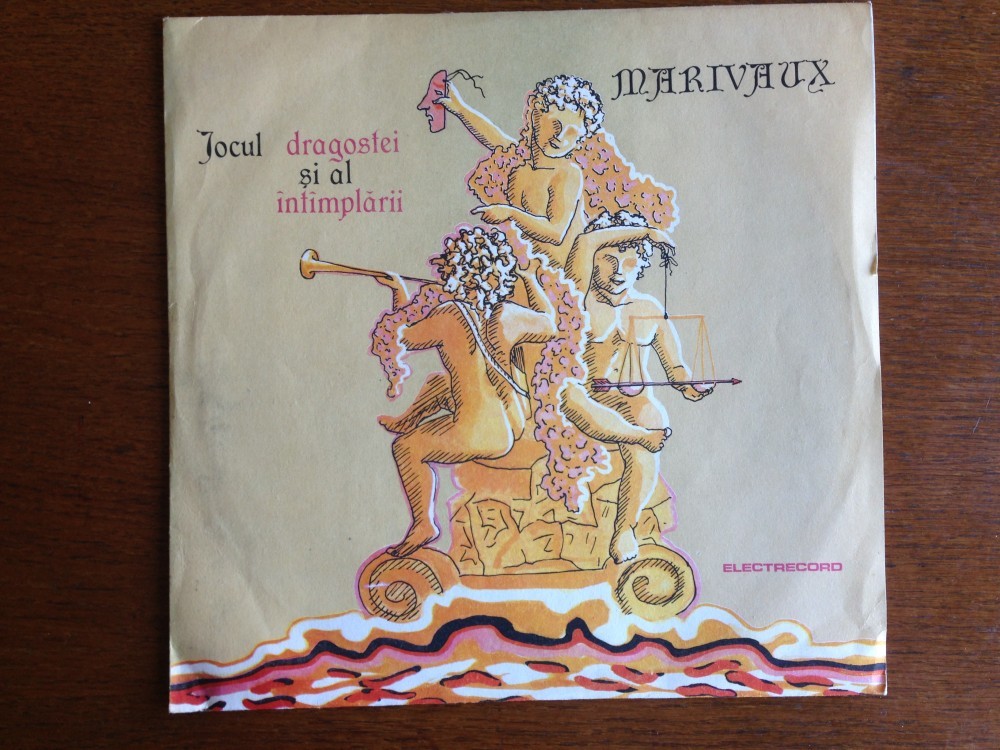 MARIVAUX
Jocul dragostei
și al
întîmplării
ELECTRECORD